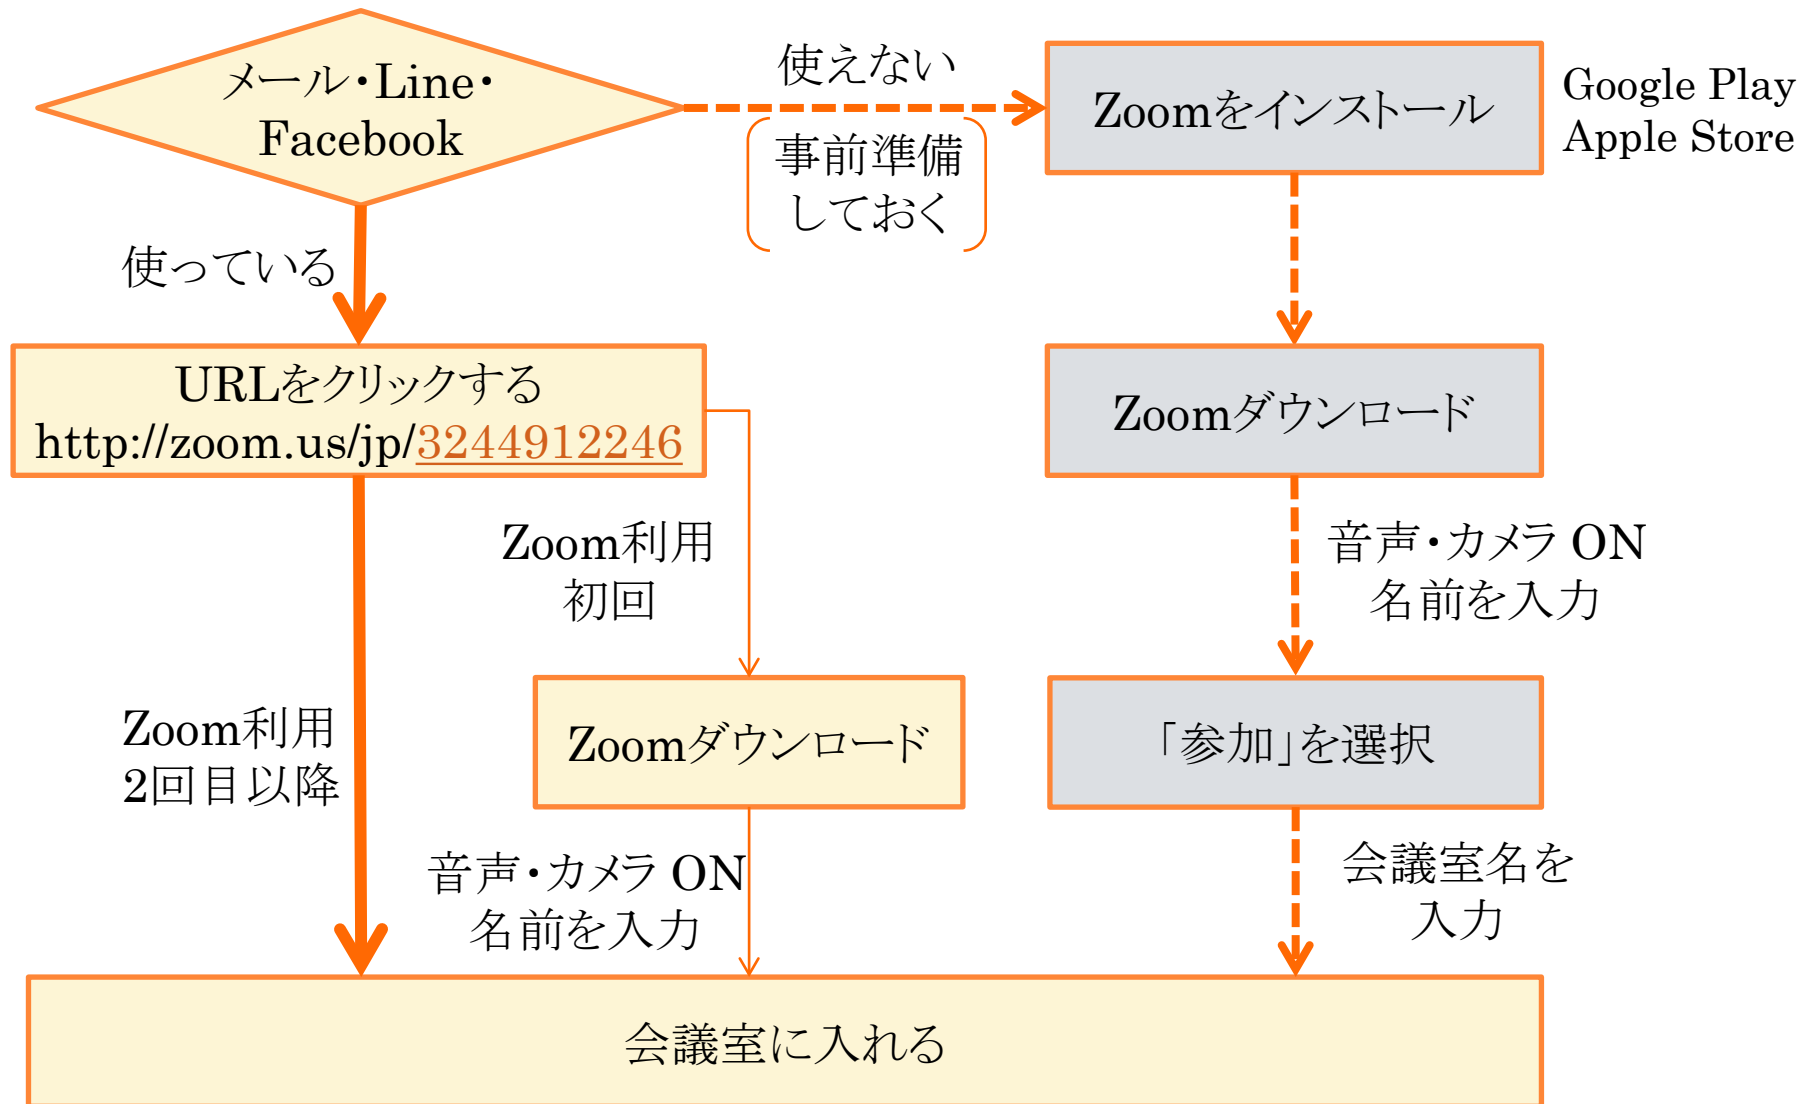 メール・Line・
Facebook
使えない
事前準備
しておく
Zoomをインストール
Google Play
Apple Store
使っている
URLをクリックする
http://zoom.us/jp/3244912246
Zoomダウンロード
Zoom利用
初回
音声・カメラ ON
名前を入力
Zoom利用
2回目以降
Zoomダウンロード
「参加」を選択
音声・カメラ ON
名前を入力
会議室名を
入力
会議室に入れる